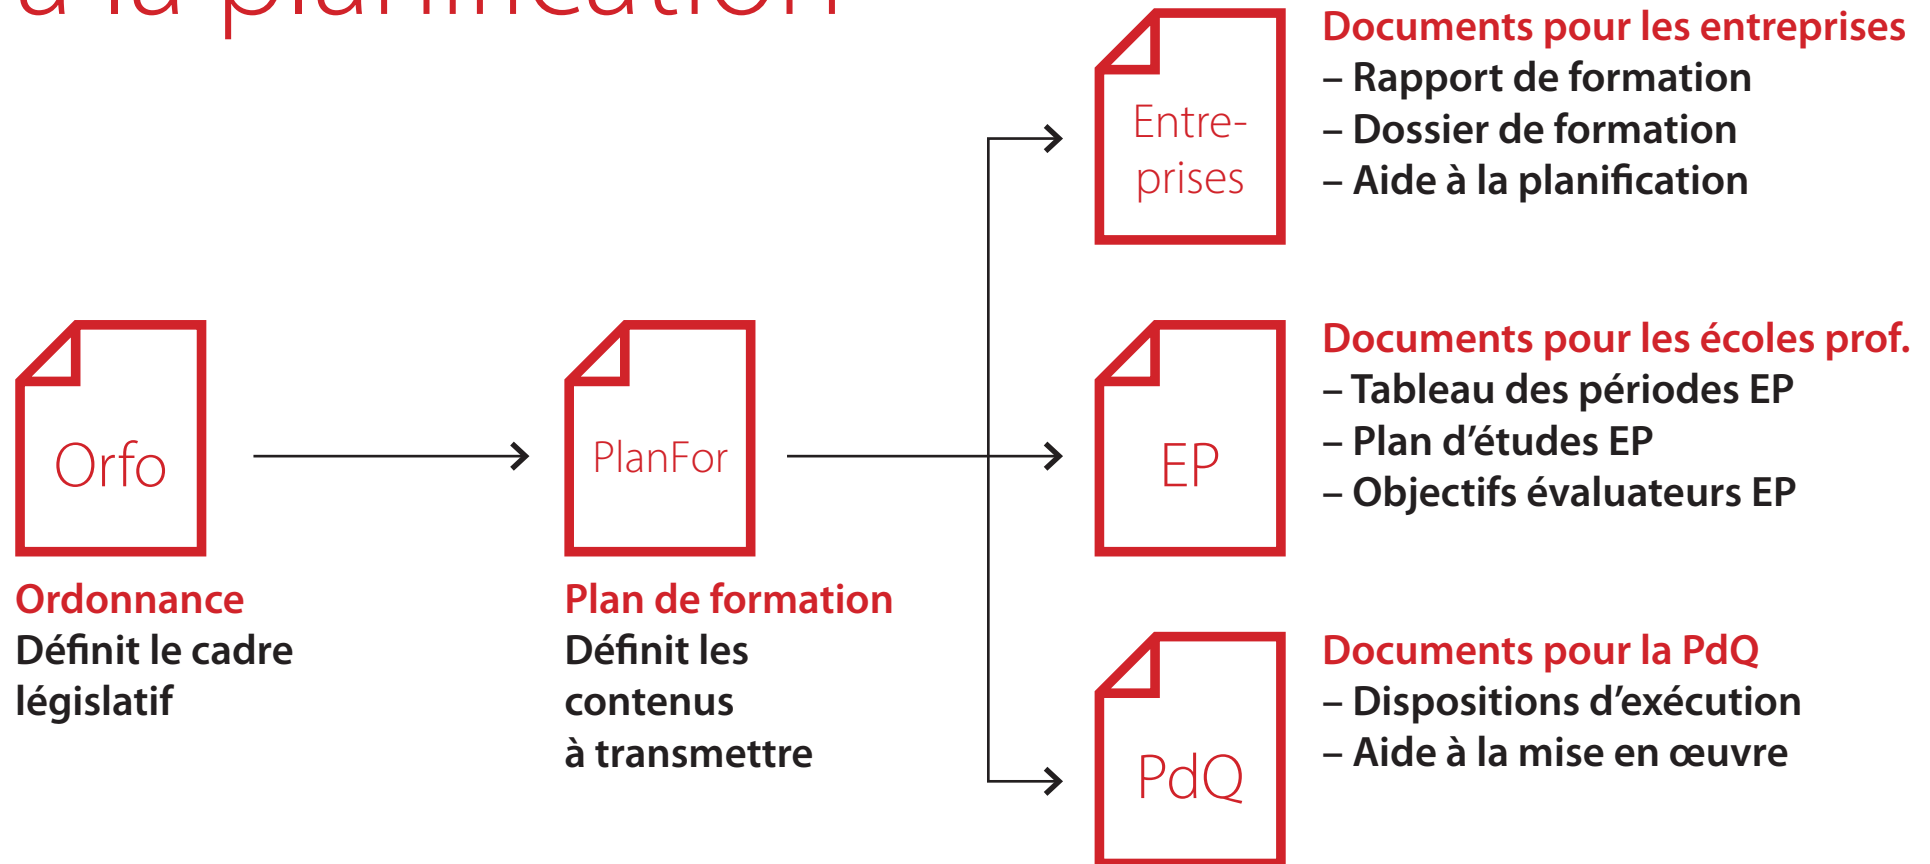 à la planification
Orfo
Ordonnance
Définit le cadre
législatif
PlanFor
Plan de formation
Définit les
contenus
à transmettre
Entre-
prises
Documents pour les entreprises
– Rapport de formation
– Dossier de formation
– Aide à la planification
EP
Documents pour les écoles prof.
– Tableau des périodes EP
– Plan d’études EP
– Objectifs évaluateurs EP
PdQ
Documents pour la PdQ
– Dispositions d’exécution
– Aide à la mise en œuvre